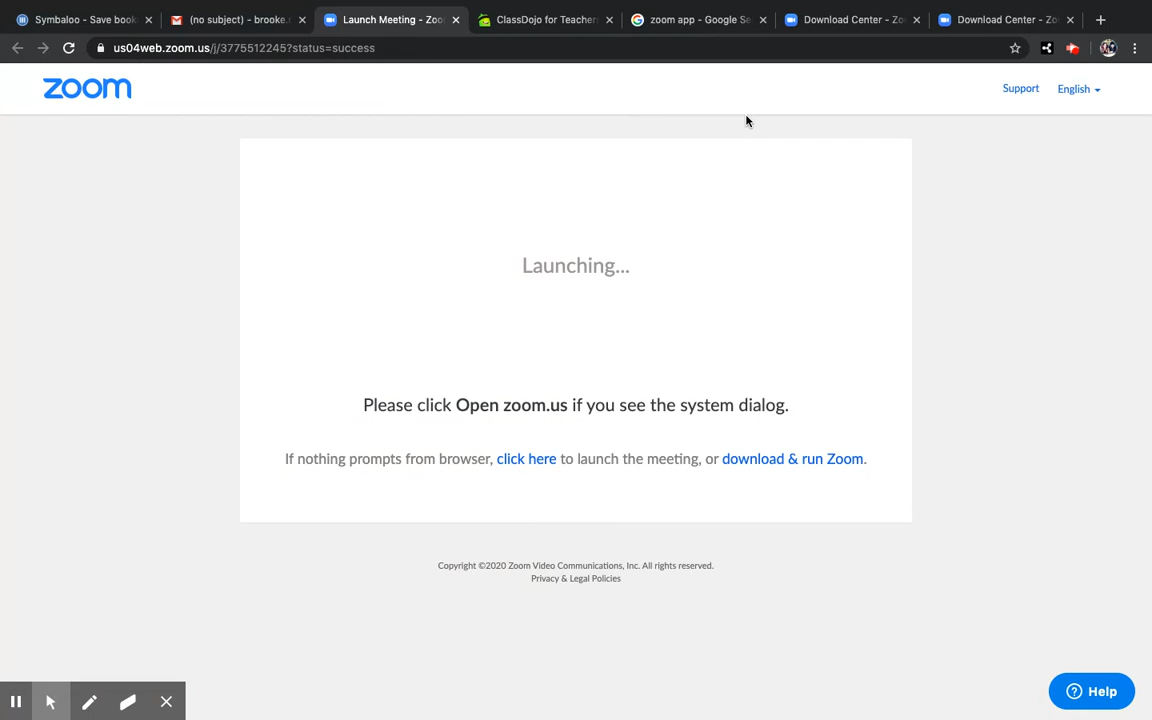 Symbaloo - Save book
(no subject) - brooke.r
Launch Meeting - Zoo
ClassDojo for Teacher
zoom app - Google Se
Download Center - Zo
Download Center - Zo
us04web.zoom.us/j/3775512245?status=success
zoom
Support
English
Launching...
Please click Open zoom.us if you see the system dialog.
If nothing prompts from browser, click here to launch the meeting, or download & run Zoom.
Copyright ©2020 Zoom Video Communications, Inc. All rights reserved.
Privacy & Legal Policies
Help